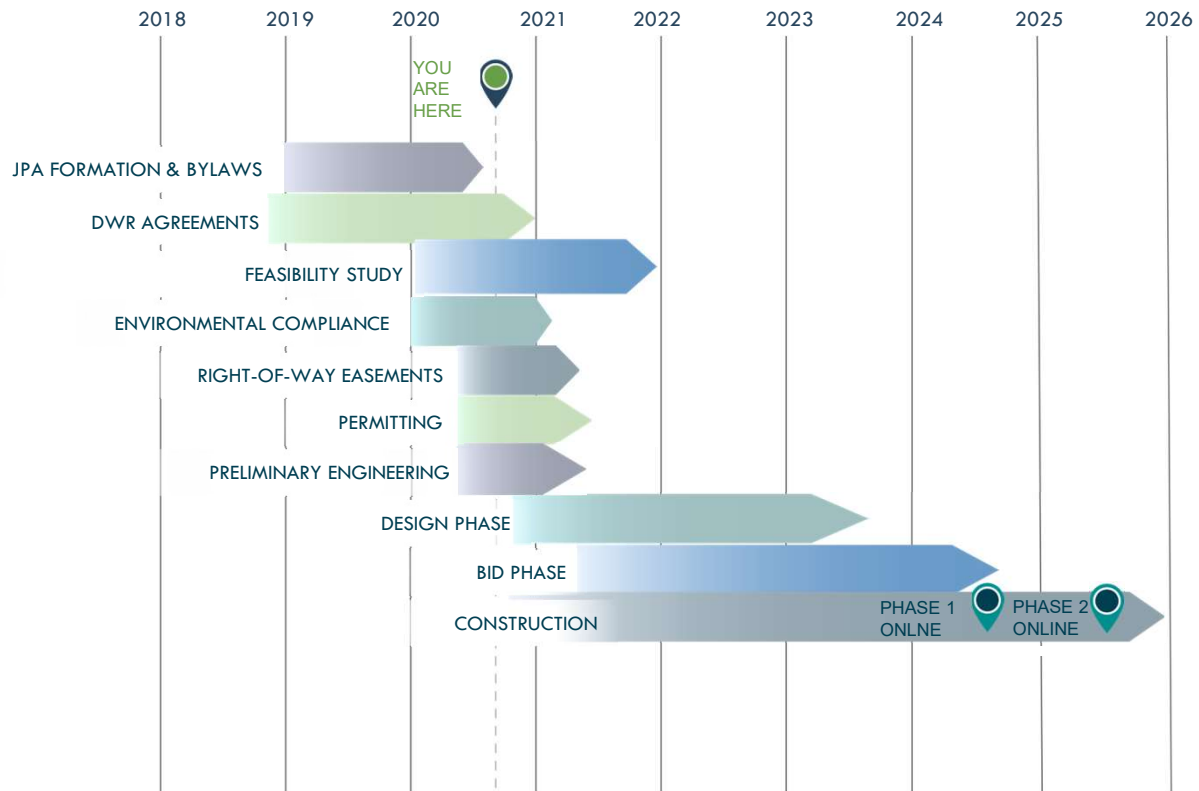 2018 2019 2020 2021 2022 2023 2024 2025 2026
YOU
ARE
HERE
JPA FORMATION & BYLAWS
DWR AGREEMENTS
FEASIBILITY STUDY
ENVIRONMENTAL COMPLIANCE
RIGHT-OF-WAY EASEMENTS
PERMITTING
PRELIMINARY ENGINEERING
DESIGN PHASE
BID PHASE
CONSTRUCTION
PHASE 1
ONLNE
PHASE 2
ONLINE